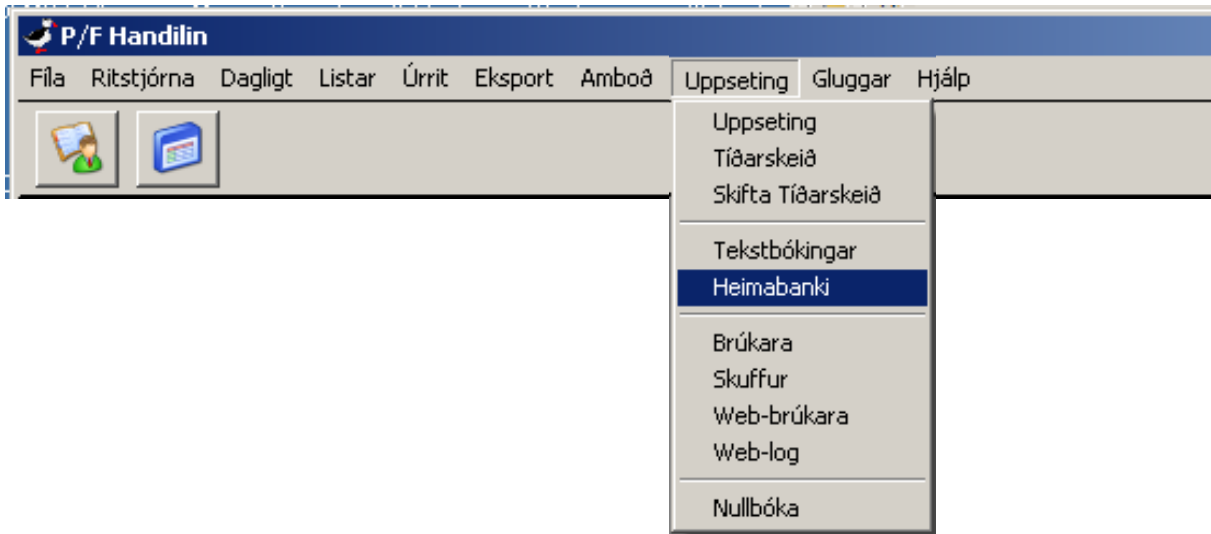 P/F Handilin
Fíla Ritstjórna Dagligt Listar Úrrit Eksport Amboð Uppseting Gluggar Hjálp
Uppseting
Tíðarskeið
Skifta Tíðarskeið
Tekstbókingar
Heimabanki
Brúkara
Skuffur
Web-brúkara
Web-log
Nullbóka